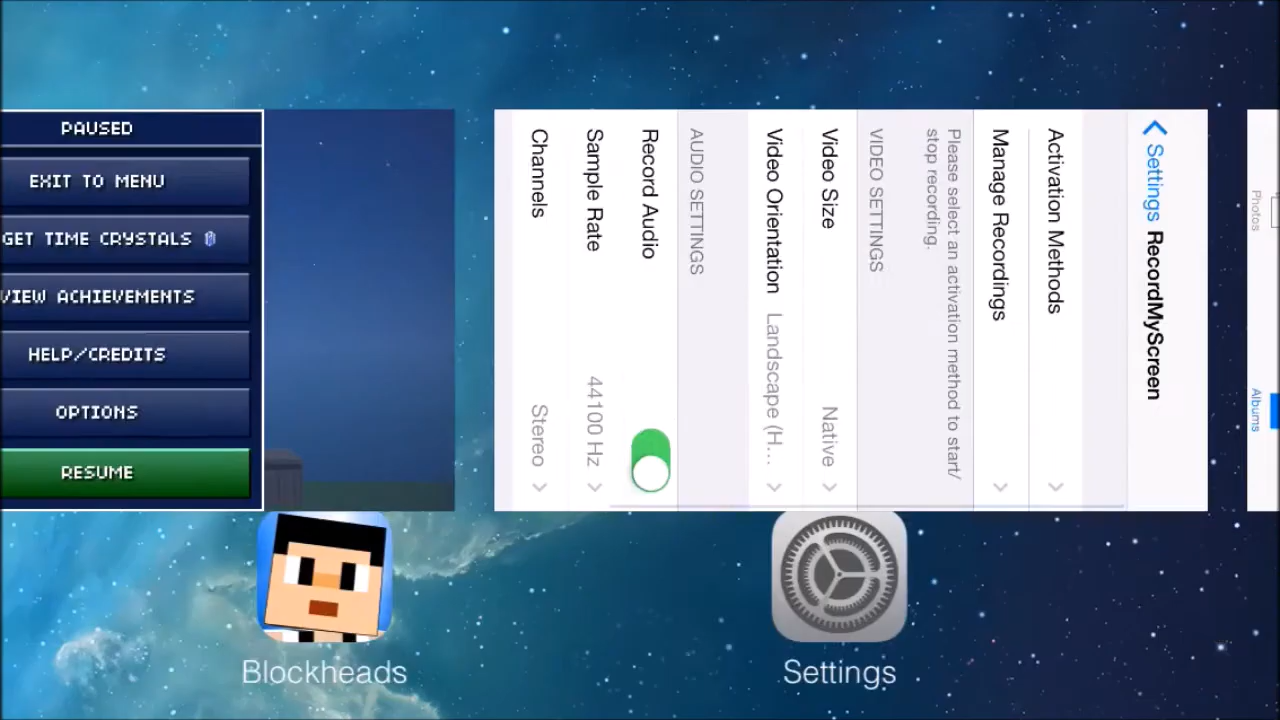 PAUSED
EXIT TO MENU
GET TIME CRYSTALS
VIEW ACHIEVEMENTS
HELP/CREDITS
OPTIONS
RESUME
Settings RecordMyScreen
Activation Methods
Manage Recordings
Please select an activation method to start/
stop recording.
VIDEO SETTINGS
Video Size Native
Video Orientation Landscape (H...
AUDIO SETTINGS
Record Audio
Sample Rate 44100 Hz
Channels Stereo
Photos
Albums
Blockheads
Settings